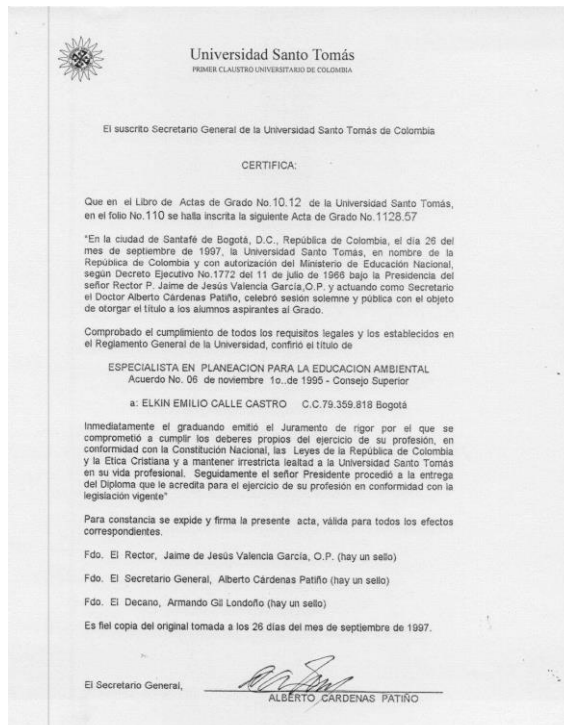 Universidad Santo Tomás
PRIMER CLAUSTRO UNIVERSITARIO DE COLOMBIA
El suscrito Secretario General de la Universidad Santo Tomás de Colombia
CERTIFICA:
Que en el Libro de Actas de Grado No.10.12 de la Universidad Santo Tomás,
en el folio No.110 se halla inscrita la siguiente Acta de Grado No.1128.57
"En la ciudad de Santafé de Bogotá, D.C., República de Colombia, el día 26 del
mes de septiembre de 1997, la Universidad Santo Tomas, en nombre de la
República de Colombia y con autorización del Ministerio de Educación Nacional,
según Decreto Ejecutivo No.1772 del 11 de julio de 1966 bajo la Presidencia del
señor Rector P. Jaime de Jesús Valencia García,O.P. y actuando como Secretario
el Doctor Alberto Cárdenas Patiño, celebró sesión solemne y pública con el objeto
de otorgar el título a los alumnos aspirantes al Grado.
Comprobado el cumplimiento de todos los requisitos legales y los establecidos en
el Reglamento General de la Universidad, confirió el título de
ESPECIALISTA EN PLANEACION PARA LA EDUCACION AMBIENTAL
Acuerdo No. 06 de noviembre 1o..de 1995 - Consejo Superior
a: ELKIN EMILIO CALLE CASTRO C.C.79.359.818 Bogotá
Inmediatamente el graduando emitió el Juramento de rigor por el que se
comprometió a cumplir los deberes propios del ejercicio de su profesión, en
conformidad con la Constitución Nacional, las Leyes de la República de Colombia
y la Etica Cristiana y a mantener irrestricta lealtad a la Universidad Santo Tomás
en su vida profesional. Seguidamente el señor Presidente procedió a la entrega
del Diploma que le acredita para el ejercicio de su profesión en conformidad con la
legislación vigente"
Para constancia se expide y firma la presente acta, válida para todos los efectos
correspondientes.
Fdo. El Rector, Jaime de Jesús Valencia García, O.P. (hay un sello)
Fdo. El Secretario General, Alberto Cárdenas Patiño (hay un sello)
Fdo. El Decano, Armando Gil Londoño (hay un sello)
Es fiel copia del original tomada a los 26 días del mes de septiembre de 1997.
El Secretario General,
ALBERTO CARDENAS PATIÑO